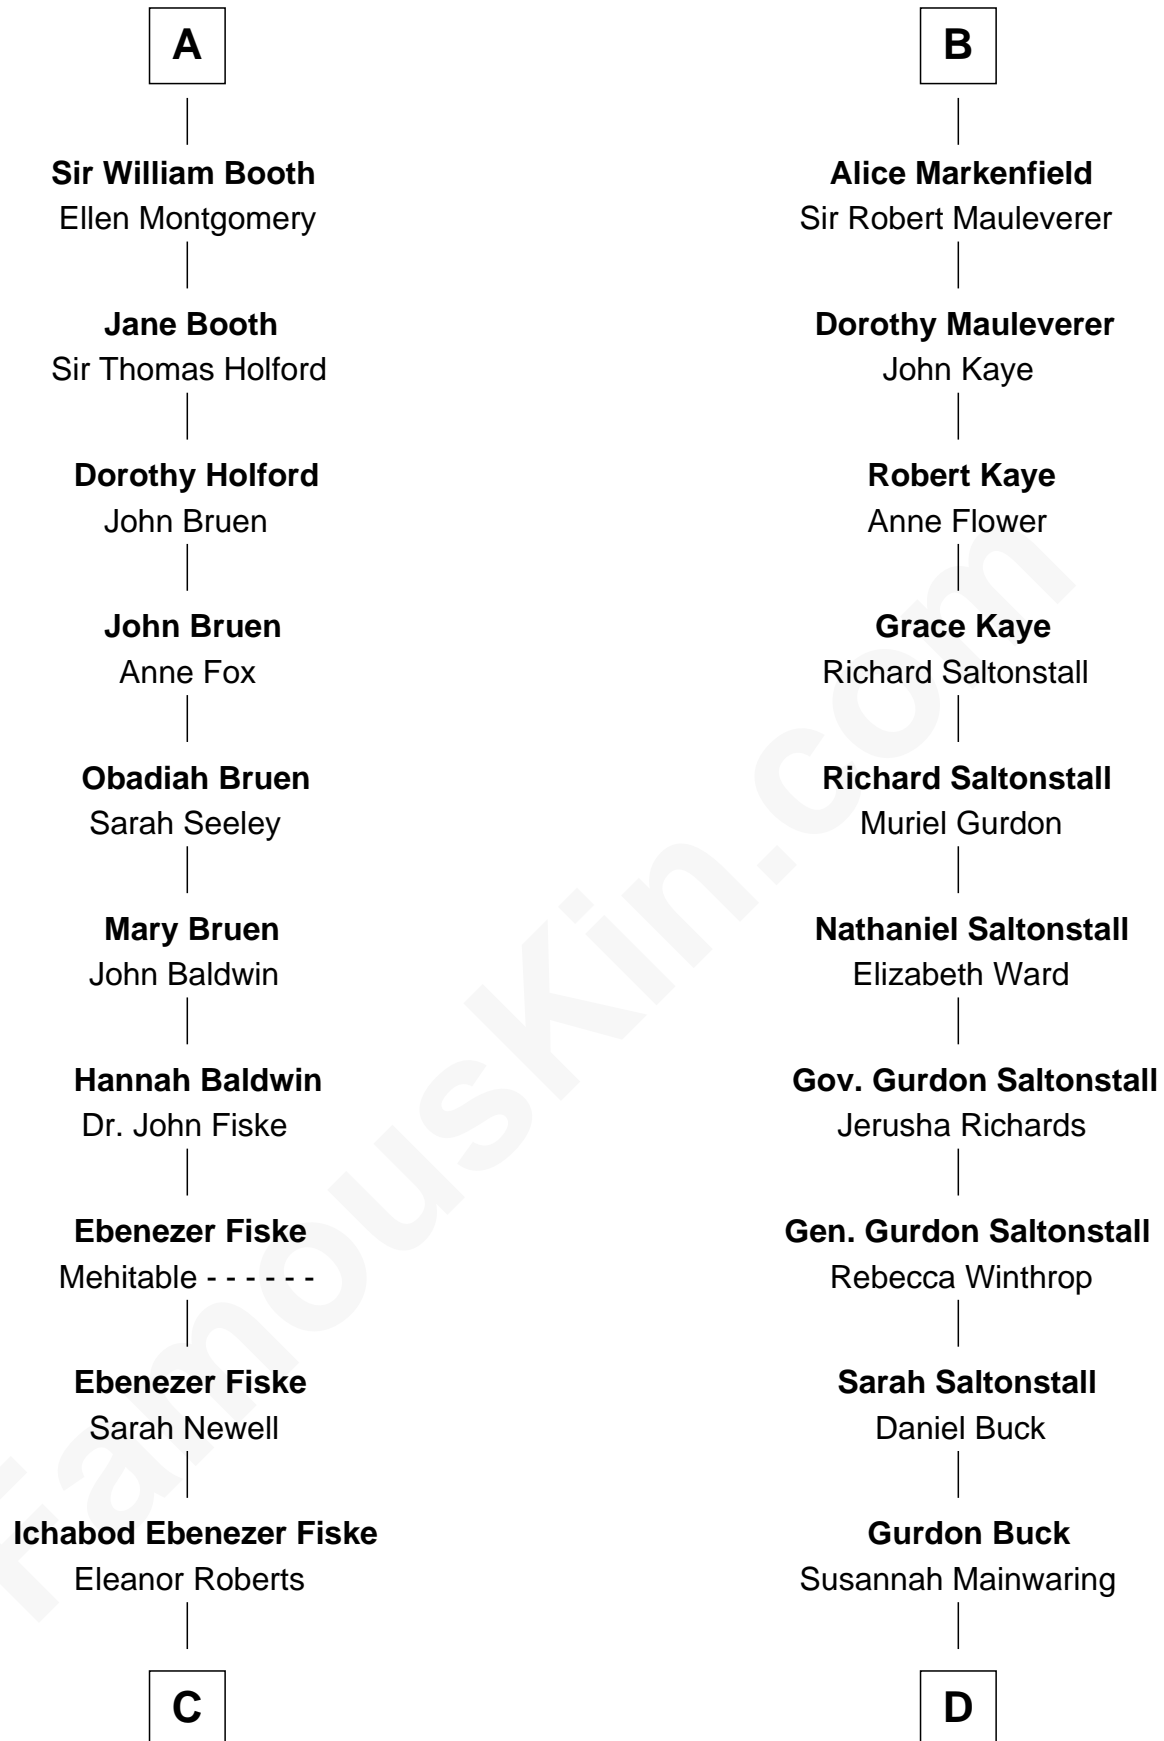 A
Sir William Booth
Ellen Montgomery
Jane Booth
Sir Thomas Holford
Dorothy Holford
John Bruen
John Bruen
Anne Fox
Obadiah Bruen
Sarah Seeley
Mary Bruen
John Baldwin
Hannah Baldwin
Dr. John Fiske
Ebenezer Fiske
Mehitable - - - - - -
Ebenezer Fiske
Sarah Newell
Ichabod Ebenezer Fiske
Eleanor Roberts
C
B
Alice Markenfield
Sir Robert Mauleverer
Dorothy Mauleverer
John Kaye
Robert Kaye
Anne Flower
Grace Kaye
Richard Saltonstall
Richard Saltonstall
Muriel Gurdon
Nathaniel Saltonstall
Elizabeth Ward
Gov. Gurdon Saltonstall
Jerusha Richards
Gen. Gurdon Saltonstall
Rebecca Winthrop
Sarah Saltonstall
Daniel Buck
Gurdon Buck
Susannah Mainwaring
D
FamousKin.com